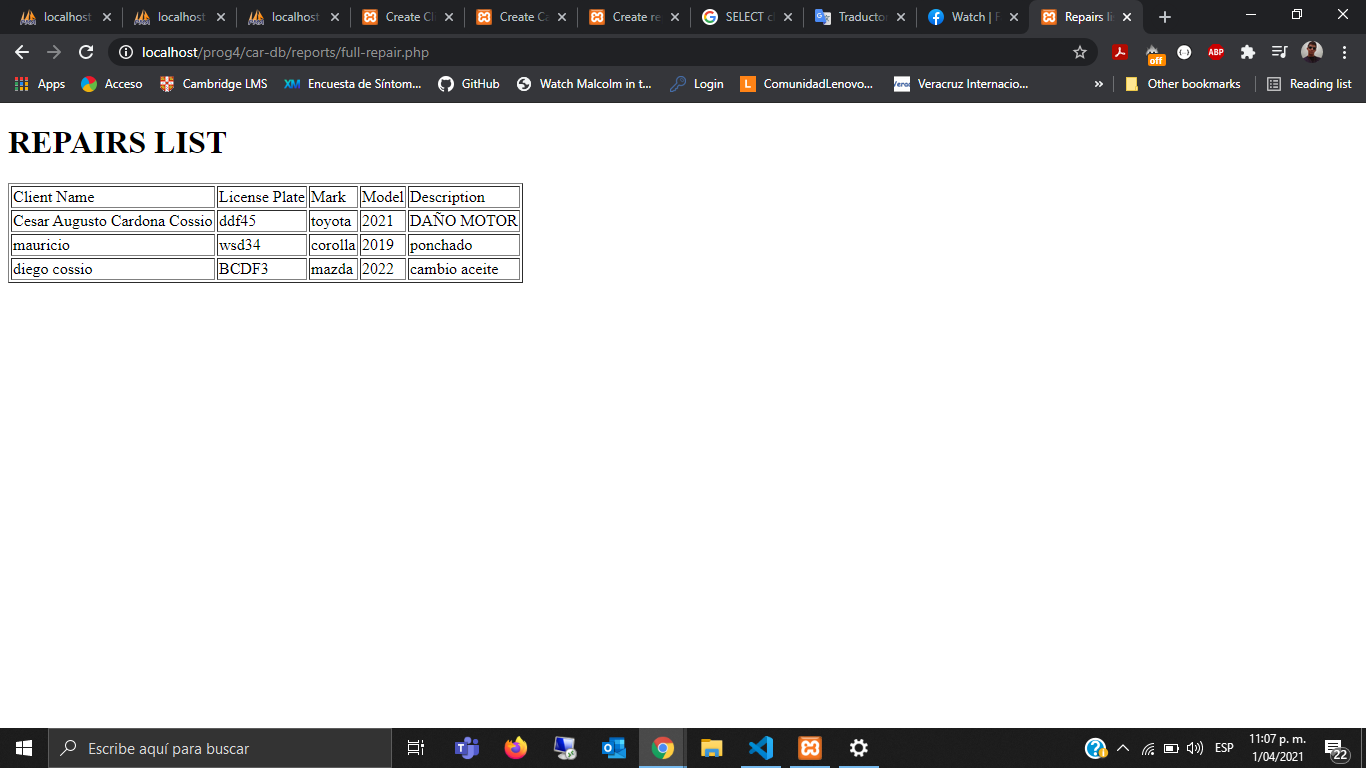 localhost localhost localhost Create Cl Create Ca Create re SELECT cl Traductor Watch | F Repairs li
localhost/prog4/car-db/reports/full-repair.php
off ABP
Apps Acceso Cambridge LMS XM Encuesta de Síntom... GitHub Watch Malcolm in t... Login L ComunidadLenovo... Veracruz Internacio... » Other bookmarks Reading list
REPAIRS LIST
Client Name License Plate Mark Model Description
Cesar Augusto Cardona Cossio ddf45 toyota 2021 DAÑO MOTOR
mauricio wsd34 corolla 2019 ponchado
diego cossio BCDF3 mazda 2022 cambio aceite
Escribe aquí para buscar
ESP
11:07 p. m.
1/04/2021
22